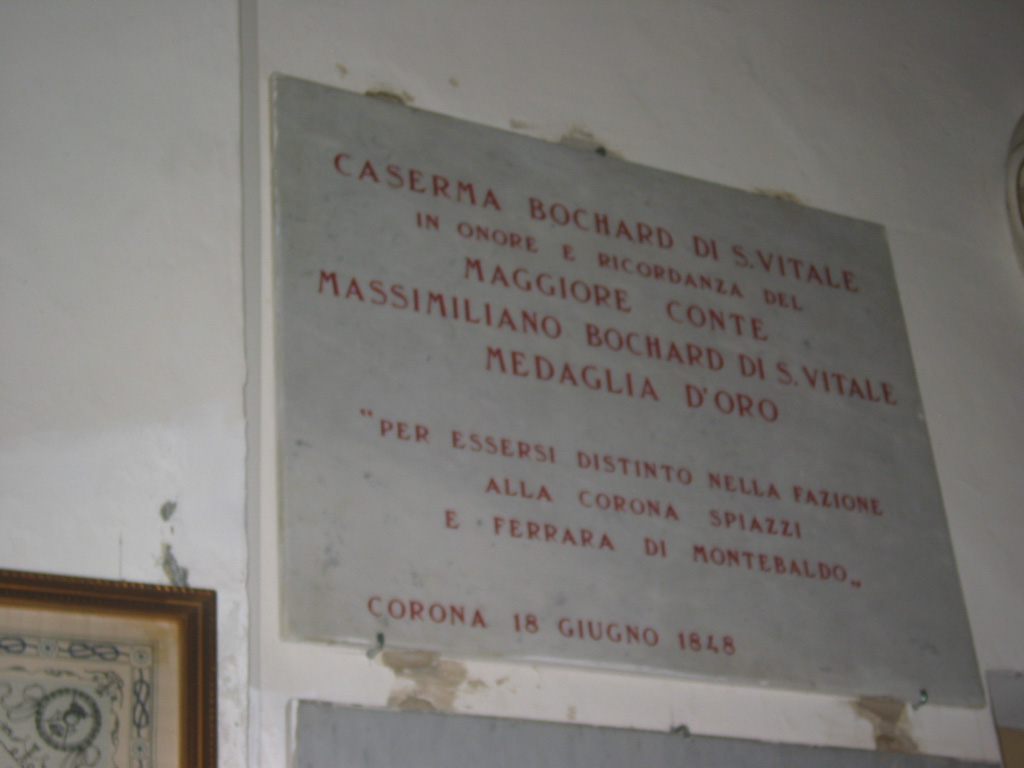 CASERMA BOCHARD DI S.VITALE
IN ONORE E RICORDANZA DEL
MAGGIORE CONTE
MASSIMILIANO BOCHARD DI S.VITALE
MEDAGLIA D'ORO
"PER ESSERSI DISTINTO NELLA FAZIONE
ALLA CORONA SPIAZZI
E FERRARA DI MONTEBALDO„
CORONA 18 GIUGNO 1848